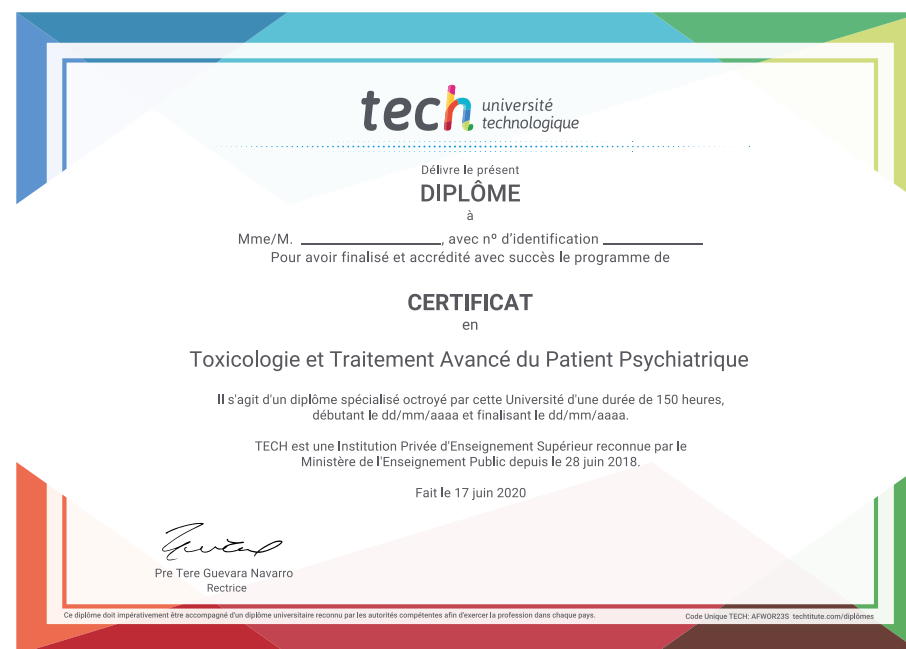 tech université
technologique
Délivre le présent
DIPLÔME
à
Mme/M. ____________________, avec nº d'identification ______________
Pour avoir finalisé et accrédité avec succès le programme de
CERTIFICAT
en
Toxicologie et Traitement Avancé du Patient Psychiatrique
Il s'agit d'un diplôme spécialisé octroyé par cette Université d'une durée de 150 heures,
débutant le dd/mm/aaaa et finalisant le dd/mm/aaaa.
TECH est une Institution Privée d'Enseignement Supérieur reconnue par le
Ministère de l'Enseignement Public depuis le 28 juin 2018.
Fait le 17 juin 2020
Pre Tere Guevara Navarro
Rectrice
Ce diplôme doit impérativement être accompagné d'un diplôme universitaire reconnu par les autorités compétentes afin d'exercer la profession dans chaque pays.
Code Unique TECH: AFWOR23S techtitute.com/diplômes